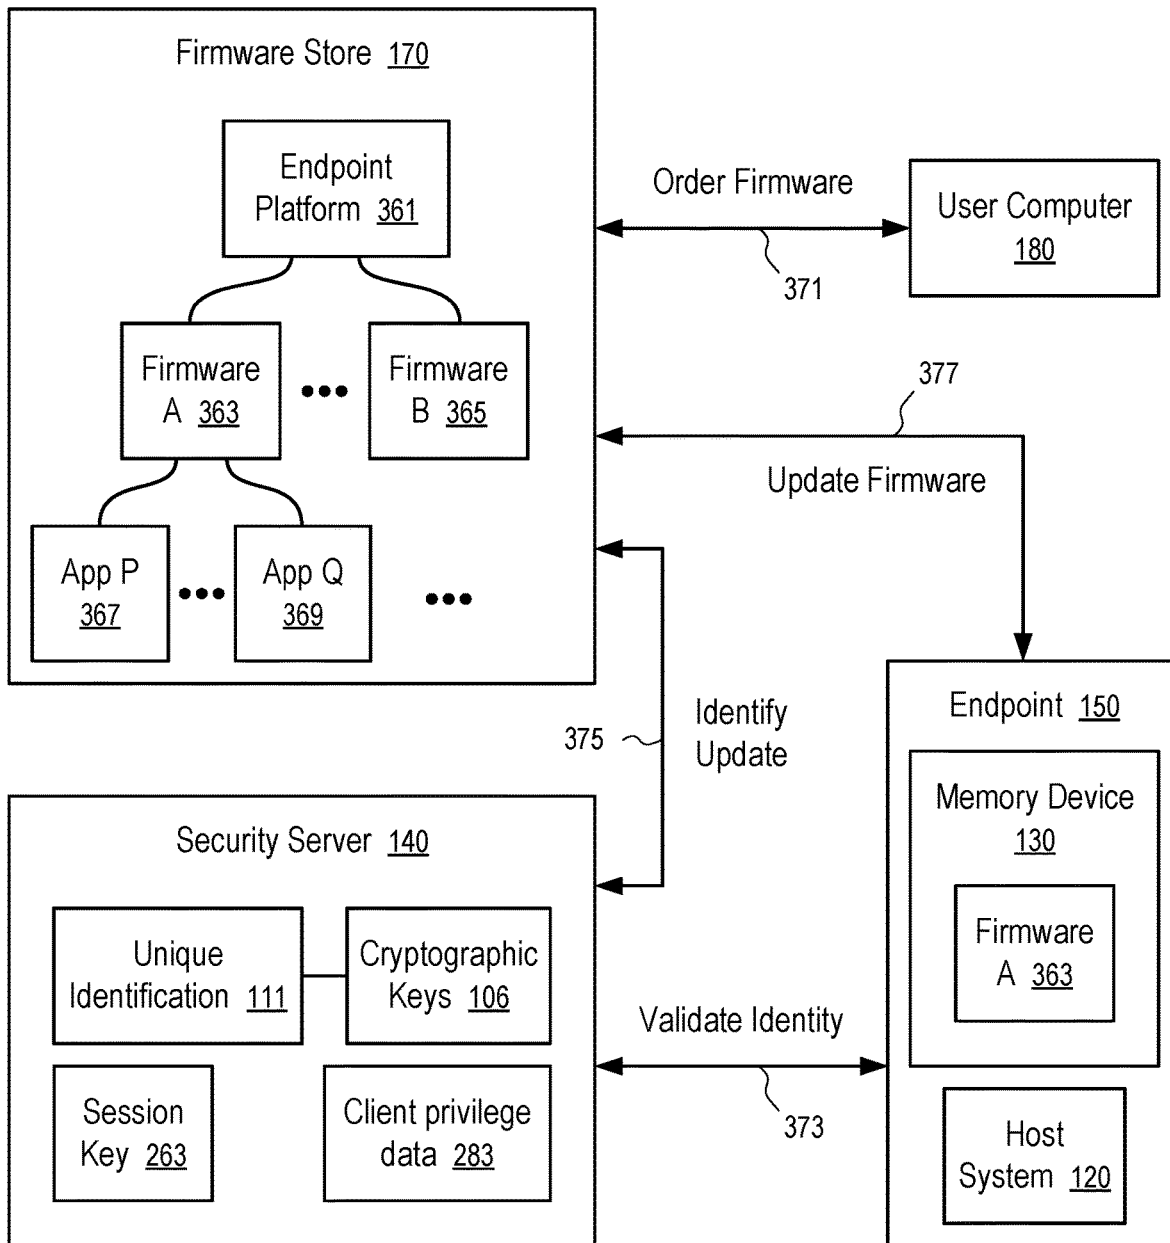 Firmware Store 170
Endpoint
Platform 361
Firmware
A 363
Firmware
B 365
App P
367
App Q
369
Order Firmware
371
User Computer
180
377
Update Firmware
375
Identify
Update
Security Server 140
Unique
Identification 111
Cryptographic
Keys 106
Session
Key 263
Client privilege
data 283
Validate Identity
373
Endpoint 150
Memory Device
130
Firmware
A 363
Host
System 120